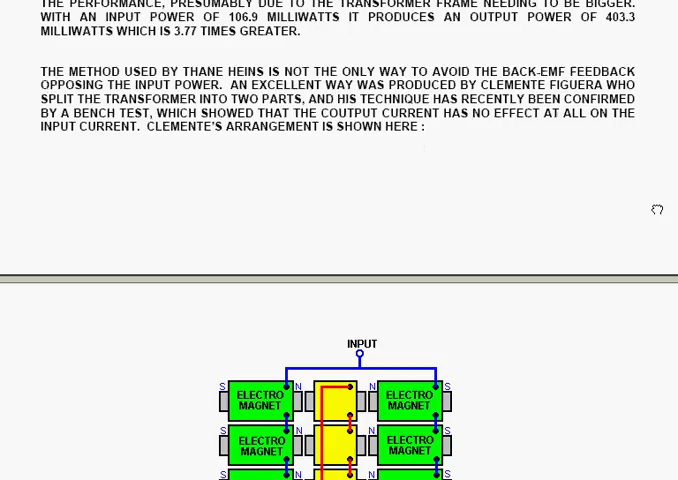 THE PERFORMANCE, PRESUMABLY DUE TO THE TRANSFORMER FRAME NEEDING TO BE BIGGER.
WITH AN INPUT POWER OF 106.9 MILLIWATTS IT PRODUCES AN OUTPUT POWER OF 403.3
MILLIWATTS WHICH IS 3.77 TIMES GREATER.
THE METHOD USED BY THANE HEINS IS NOT THE ONLY WAY TO AVOID THE BACK-EMF FEEDBACK
OPPOSING THE INPUT POWER. AN EXCELLENT WAY WAS PRODUCED BY CLEMENTE FIGUERA WHO
SPLIT THE TRANSFORMER INTO TWO PARTS, AND HIS TECHNIQUE HAS RECENTLY BEEN CONFIRMED
BY A BENCH TEST, WHICH SHOWED THAT THE COUTPUT CURRENT HAS NO EFFECT AT ALL ON THE
INPUT CURRENT. CLEMENTE'S ARRANGEMENT IS SHOWN HERE :
INPUT
S N N S
ELECTRO ELECTRO
MAGNET MAGNET
S N N S
ELECTRO ELECTRO
MAGNET MAGNET
S N N S